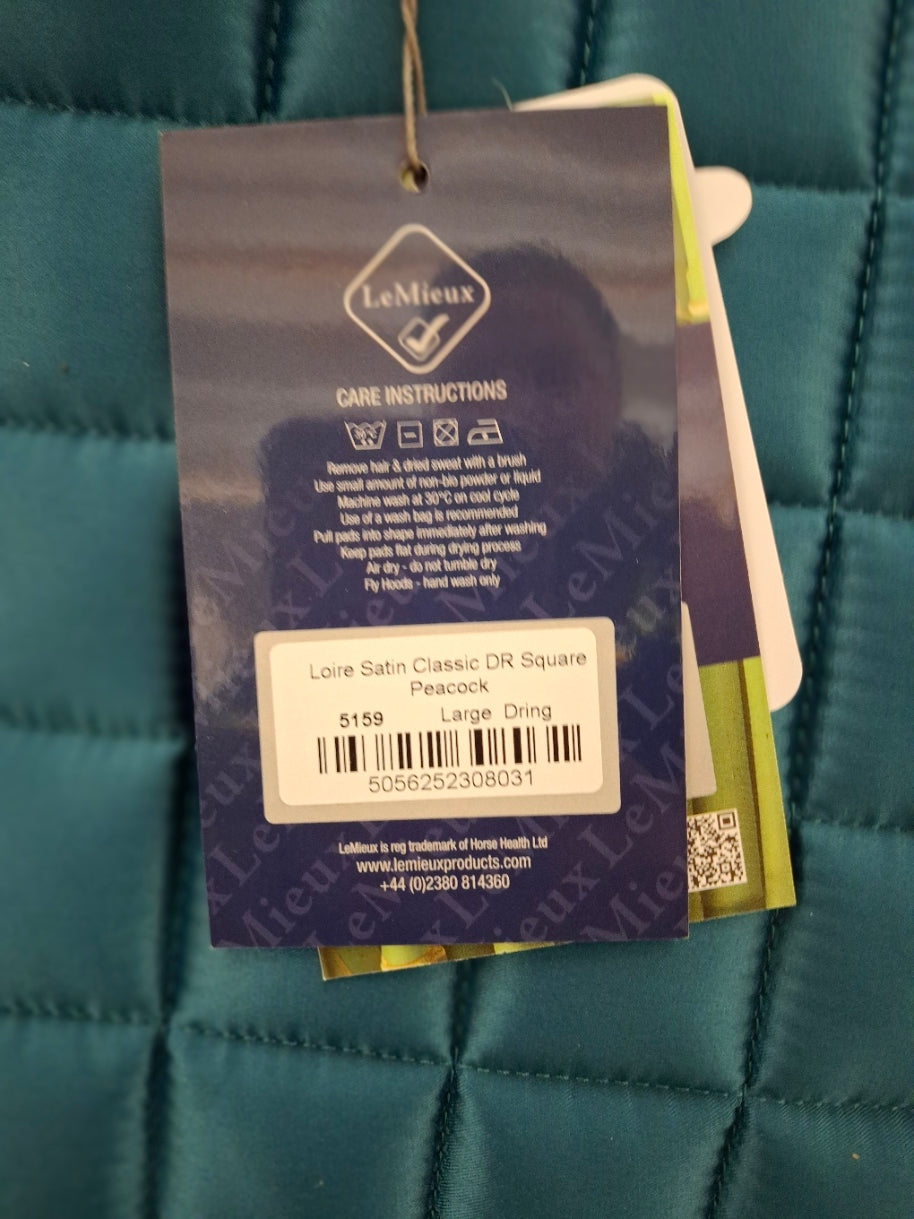 LeMieux
CARE INSTRUCTIONS
Remove hair & dried sweat with a brush
Use small amount of non-bio powder or liquid
Machine wash at 30°C on cool cycle
Use of a wash bag is recommended
Pull pads into shape immediately after washing
Keep pads flat during drying process
Air dry - do not tumble dry
Fly Hoods - hand wash only
Loire Satin Classic DR Square
Peacock
5159 Large Dring
5056252308031
LeMieux is reg trademark of Horse Health Ltd
www.lemieuxproducts.com
+44 (0)2380 814360